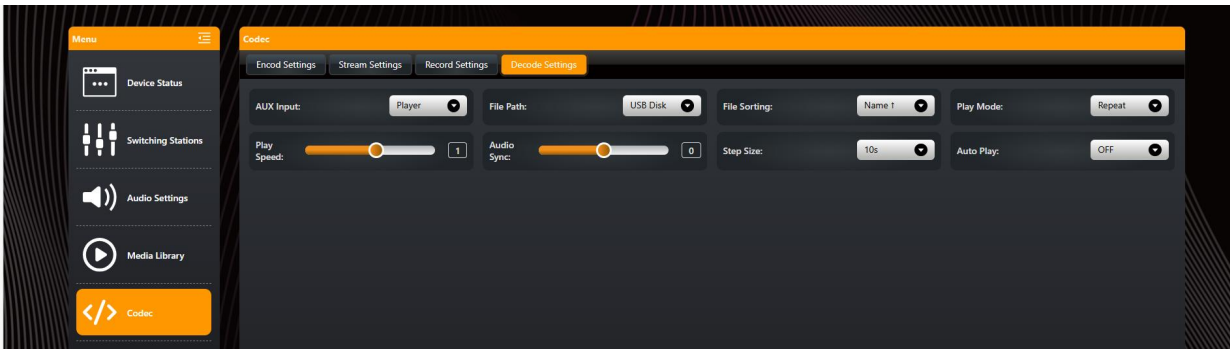 Menu
Device Status
Switching Stations
Audio Settings
Media Library
Codec
Codec
Encod Settings Stream Settings Record Settings Decode Settings
AUX Input: Player File Path: USB Disk File Sorting: Name ↑ Play Mode: Repeat
Play Speed: 1 Audio Sync: 0 Step Size: 10s Auto Play: OFF